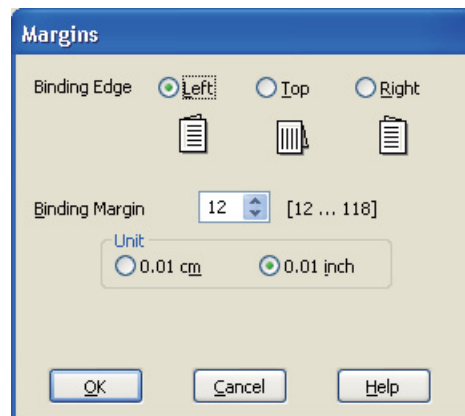 Margins
Binding Edge Left Top Right
Binding Margin 12 [12 ... 118]
Unit
0.01 cm 0.01 inch
OK Cancel Help